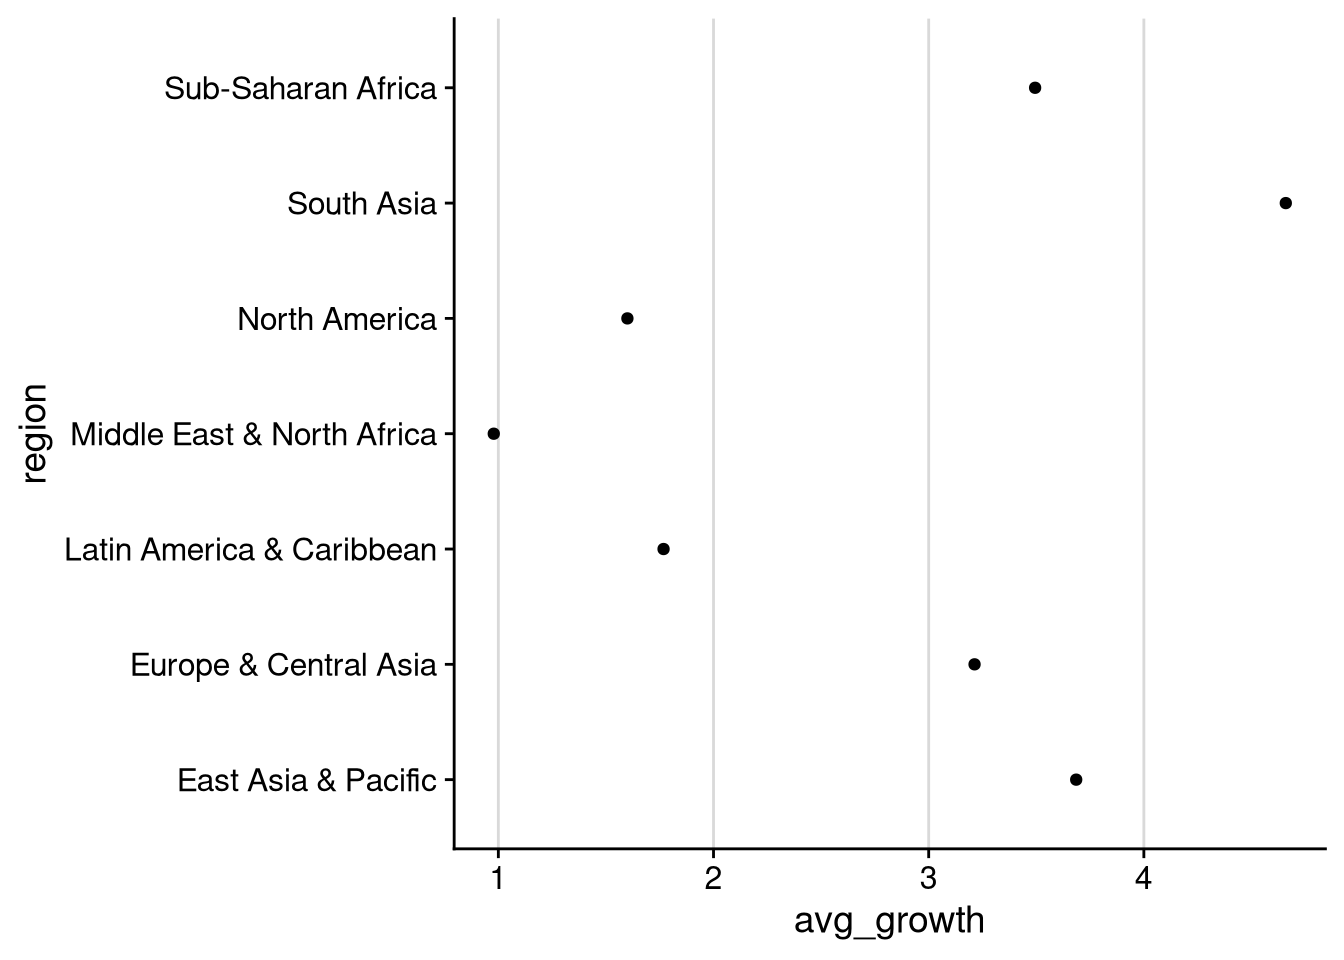 Sub-Saharan Africa
South Asia
North America
Middle East & North Africa
Latin America & Caribbean
Europe & Central Asia
East Asia & Pacific
region
1 2 3 4
avg_growth